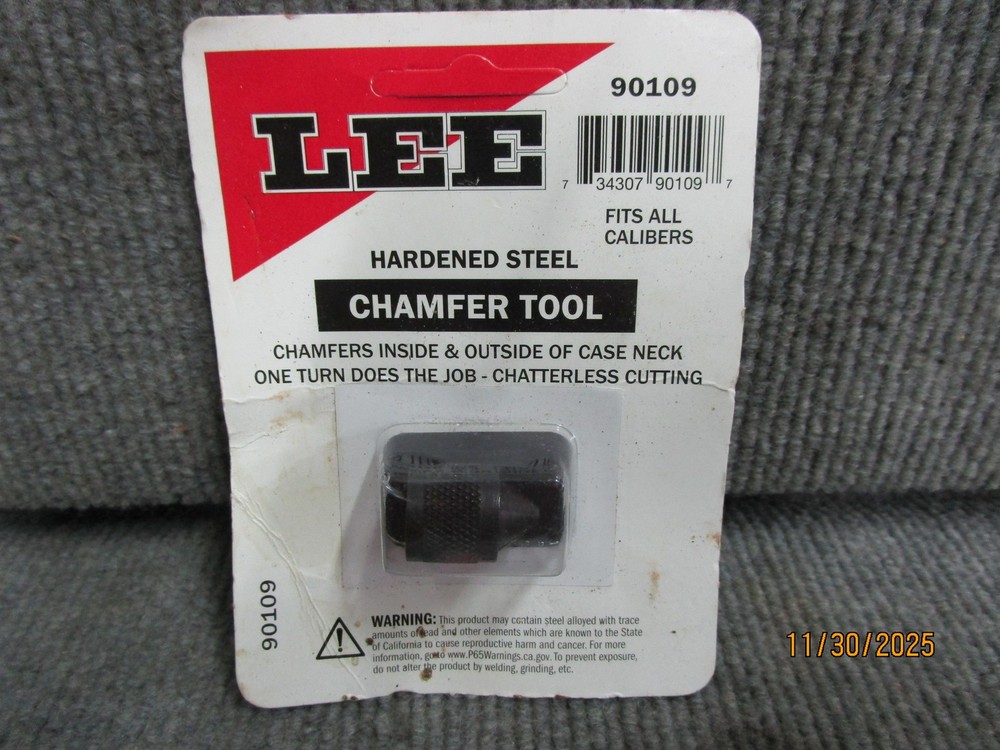 LEE
90109
7 34307 90109 7
FITS ALL
CALIBERS
HARDENED STEEL
CHAMFER TOOL
CHAMFERS INSIDE & OUTSIDE OF CASE NECK
ONE TURN DOES THE JOB - CHATTERLESS CUTTING
90109
WARNING: This product may contain steel alloyed with trace
amounts of lead and other elements which are known to the State
of California to cause reproductive harm and cancer. For more
information, go to www.P65Warnings.ca.gov. To prevent exposure,
do not alter the product by welding, grinding, etc.
11/30/2025